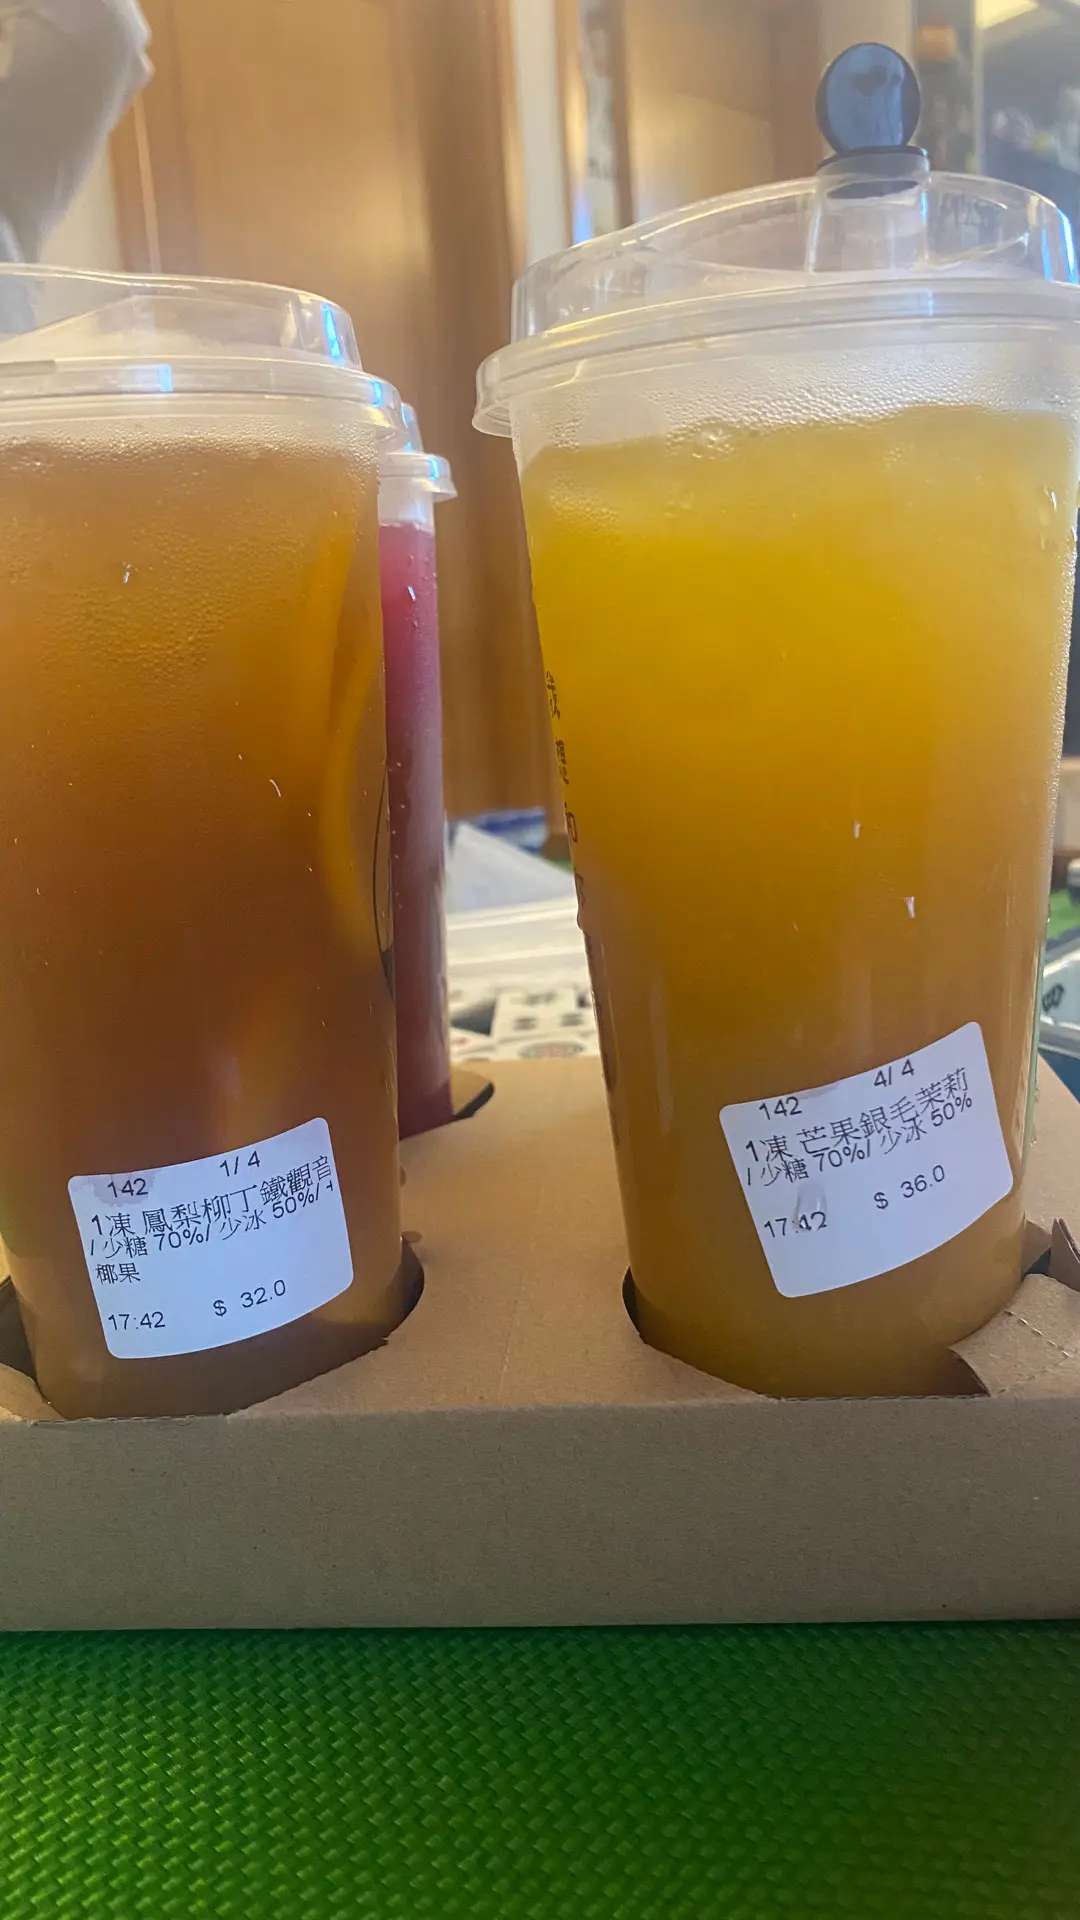 1/ 4
142
1凍 鳳梨柳丁鐵觀音
/少糖 70%/ 少冰 50%/ +
椰果
17:42 $ 32.0
4/ 4
142
1凍 芒果銀毛茉莉
/少糖 70%/ 少冰 50%
17:42 $ 36.0